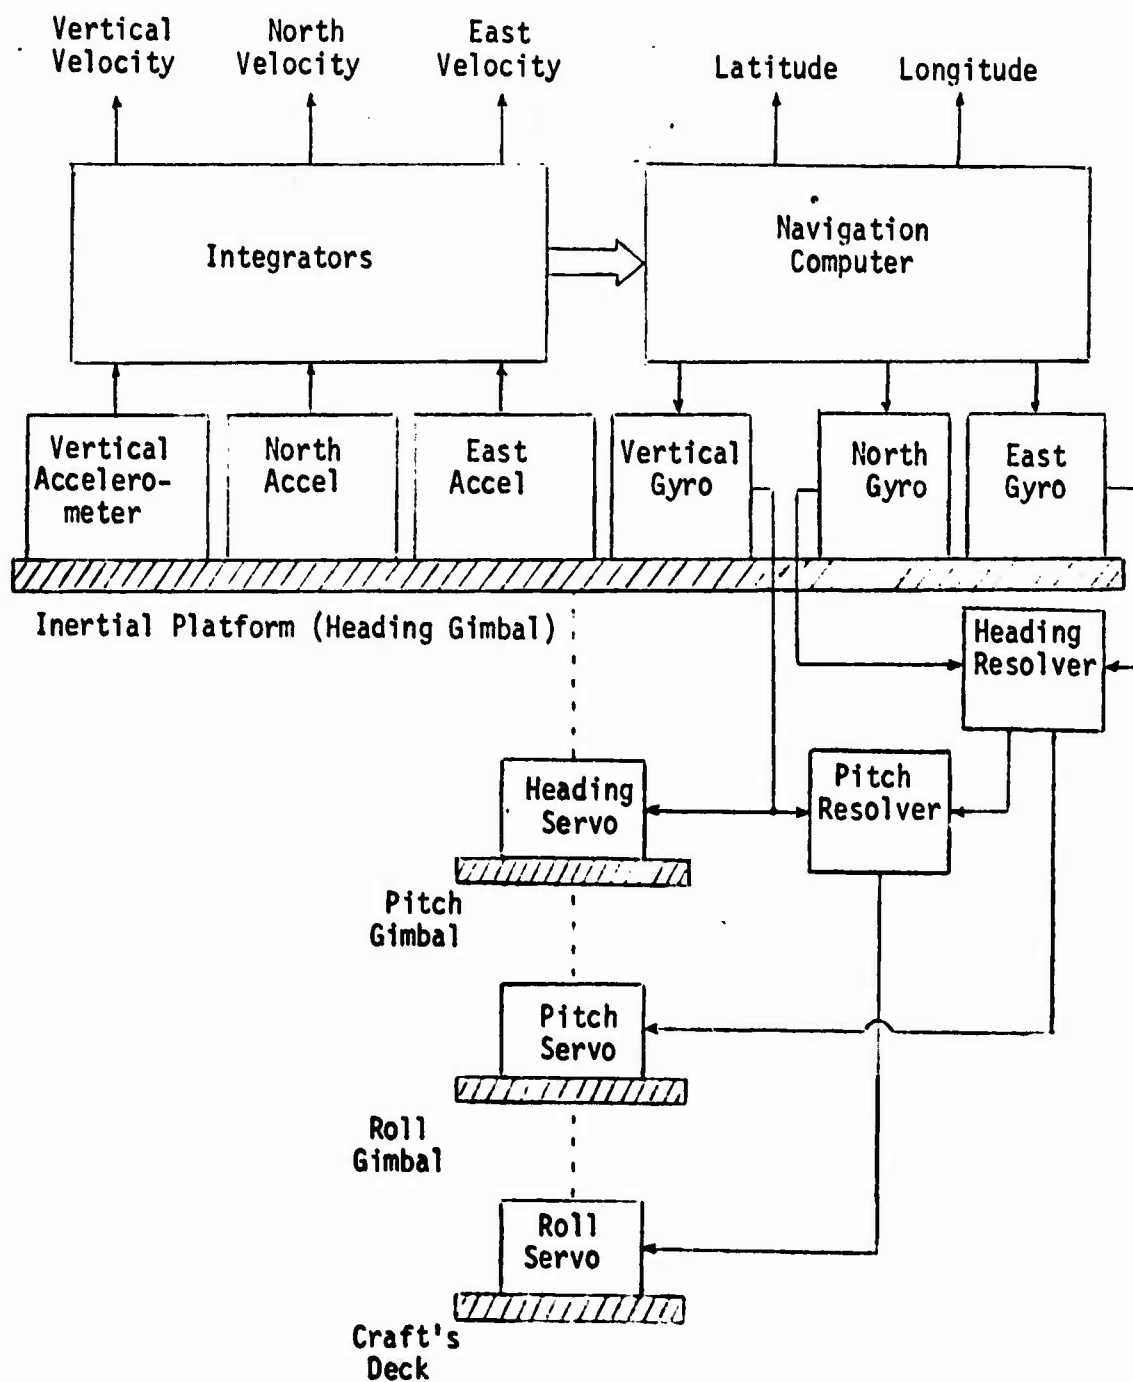 Vertical
Velocity
North
Velocity
East
Velocity
Latitude
Longitude
Integrators
Navigation
Computer
Vertical
Accelero-
meter
North
Accel
East
Accel
Vertical
Gyro
North
Gyro
East
Gyro
Inertial Platform (Heading Gimbal)
Heading
Resolver
Heading
Servo
Pitch
Resolver
Pitch
Gimbal
Pitch
Servo
Roll
Gimbal
Roll
Servo
Craft's
Deck